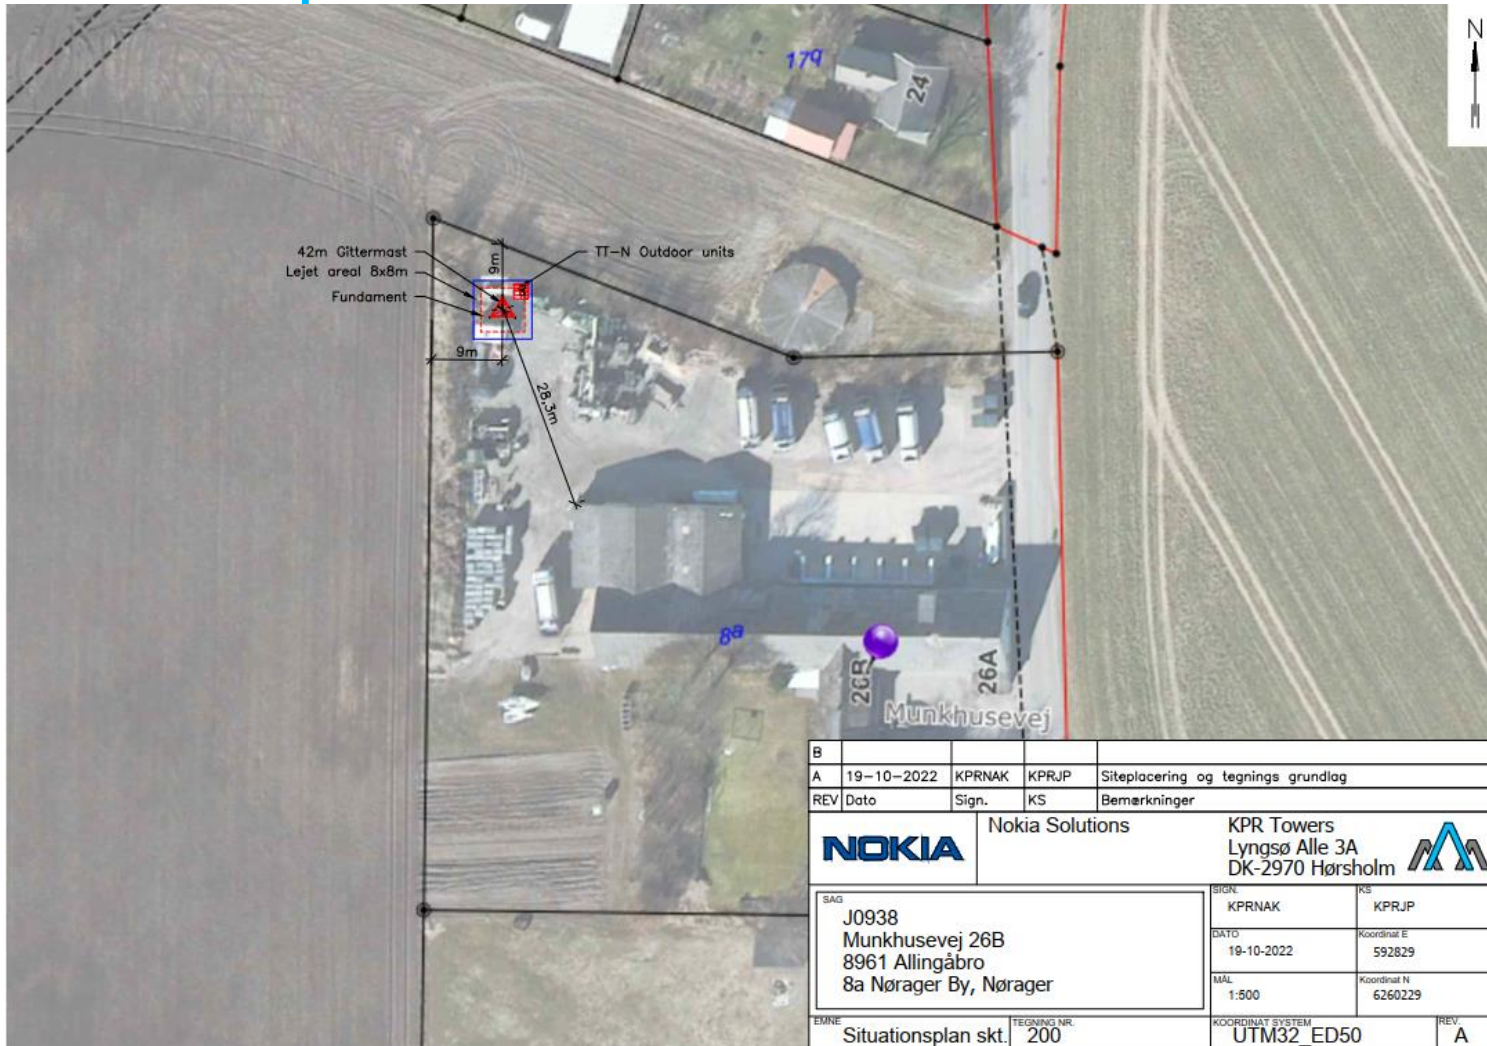 N
17q
24
42m Gittermast
Lejet areal 8x8m
Fundament
TT-N Outdoor units
9m
9m
28,3m
8a
26B
26A
Munkhusevej
B
A 19-10-2022 KPRNAK KPRJP Siteplacering og tegnings grundlag
REV Dato Sign. KS Bemærkninger
NOKIA
Nokia Solutions
KPR Towers
Lyngsø Alle 3A
DK-2970 Hørsholm
SAG
J0938
Munkhusevej 26B
8961 Allingåbro
8a Nørager By, Nørager
SIGN. KS
KPRNAK KPRJP
DATO Koordinat E
19-10-2022 592829
MÅL Koordinat N
1:500 6260229
EMNE TEGNING NR. KOORDINAT SYSTEM REV.
Situationsplan skt. 200 UTM32_ED50 A